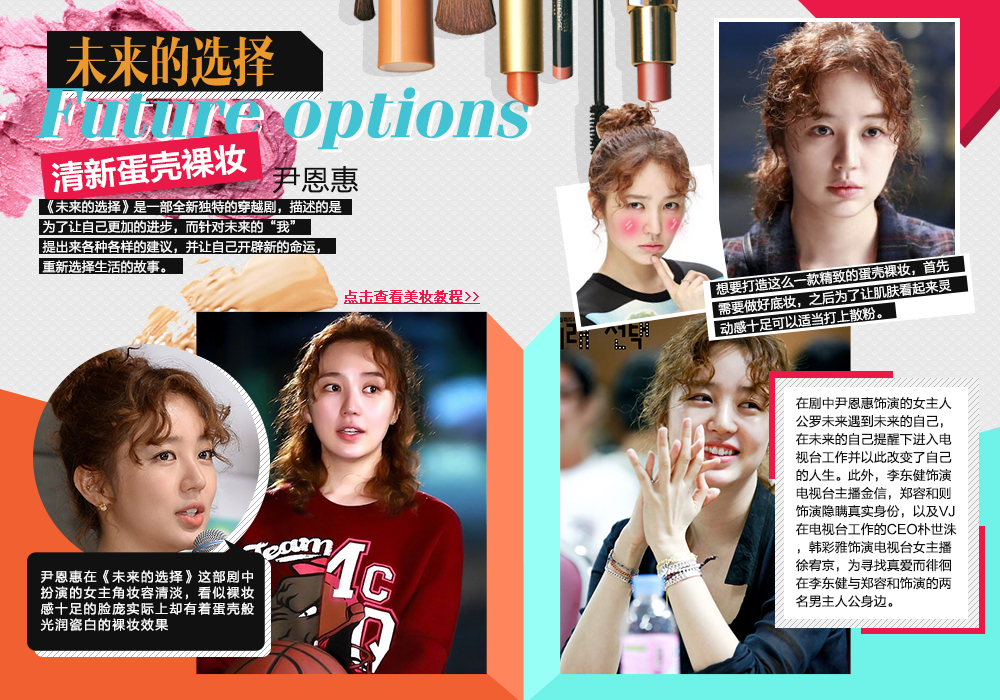 未来的选择
Future options
清新蛋壳裸妆
尹恩惠
《未来的选择》是一部全新独特的穿越剧，描述的是
为了让自己更加的进步，而针对未来的“我”
提出来各种各样的建议，并让自己开辟新的命运，
重新选择生活的故事。
点击查看美妆教程>>
想要打造这么一款精致的蛋壳裸妆，首先
需要做好底妆，之后为了让肌肤看起来灵
动感十足可以适当打上散粉。
미래의 선택
在剧中尹恩惠饰演的女主人
公罗未来遇到未来的自己，
在未来的自己提醒下进入电
视台工作并以此改变了自己
的人生。此外，李东健饰演
电视台主播金信，郑容和则
饰演隐瞒真实身份，以及VJ
在电视台工作的CEO朴世洙
，韩彩雅饰演电视台女主播
徐宥京，为寻找真爱而徘徊
在李东健与郑容和饰演的两
名男主人公身边。
Team
MC
OQ
尹恩惠在《未来的选择》这部剧中
扮演的女主角妆容清淡，看似裸妆
感十足的脸庞实际上却有着蛋壳般
光润瓷白的裸妆效果